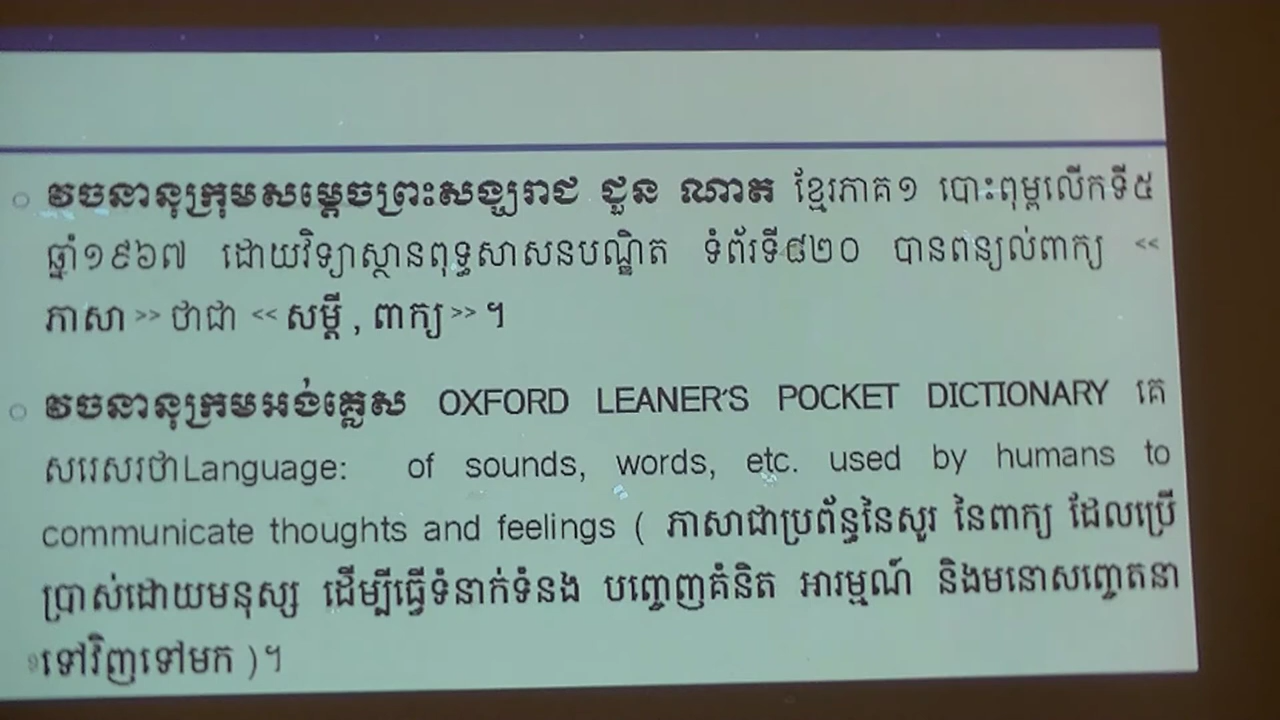 វចនានុក្រមសម្តេចព្រះសង្ឃរាជ ជួន ណាត ខ្មែរភាគ១ បោះពុម្ពលើកទី៥
ឆ្នាំ១៩៦៧ ដោយវិទ្យាស្ថានពុទ្ធសាសនបណ្ឌិត ទំព័រទី៨២០ បានពន្យល់ពាក្យ <<
ភាសា >> ថាជា << សម្តី , ពាក្យ >> ។
វចនានុក្រមអង់គ្លេស OXFORD LEANER'S POCKET DICTIONARY គេ
សរេសរថាLanguage: of sounds, words, etc. used by humans to
communicate thoughts and feelings ( ភាសាជាប្រព័ន្ធនៃសូរ នៃពាក្យ ដែលប្រើ
ប្រាស់ដោយមនុស្ស ដើម្បីធ្វើទំនាក់ទំនង បញ្ចេញគំនិត អារម្មណ៍ និងមនោសញ្ចេតនា
ទៅវិញទៅមក )។